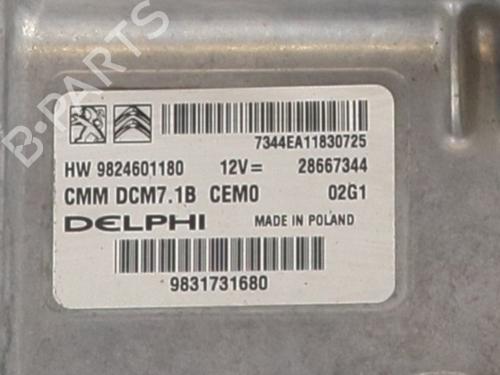 B-PARTS
7344EA11830725
HW 9824601180 12V= 28667344
CMM DCM7.1B CEM0 02G1
DELPHI MADE IN POLAND
9831731680